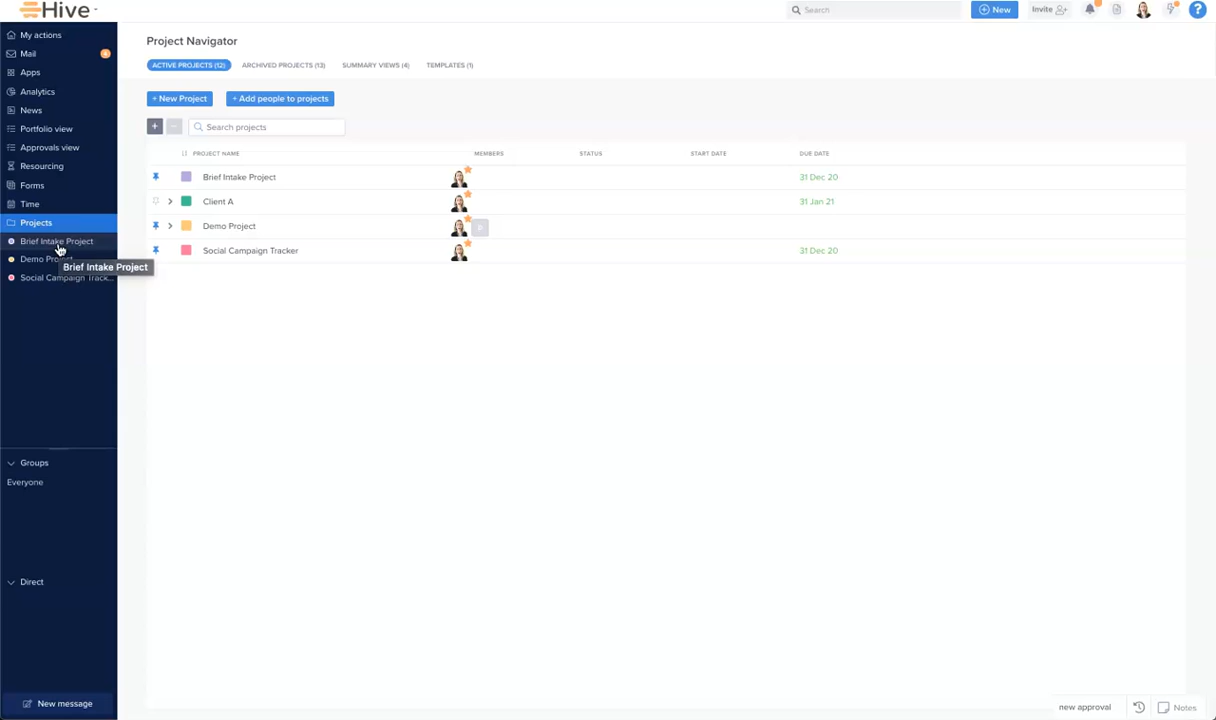 Hive
Search
New
Invite
?
My actions
Mail
Apps
Analytics
News
Portfolio view
Approvals view
Resourcing
Forms
Time
Projects
Brief Intake Project
Demo Project
Brief Intake Project
Social Campaign Track...
Groups
Everyone
Direct
New message
Project Navigator
ACTIVE PROJECTS (12) ARCHIVED PROJECTS (13) SUMMARY VIEWS (4) TEMPLATES (1)
+ New Project + Add people to projects
+ − Search projects
PROJECT NAME MEMBERS STATUS START DATE DUE DATE
Brief Intake Project 31 Dec 20
Client A 31 Jan 21
Demo Project
Social Campaign Tracker 31 Dec 20
new approval Notes